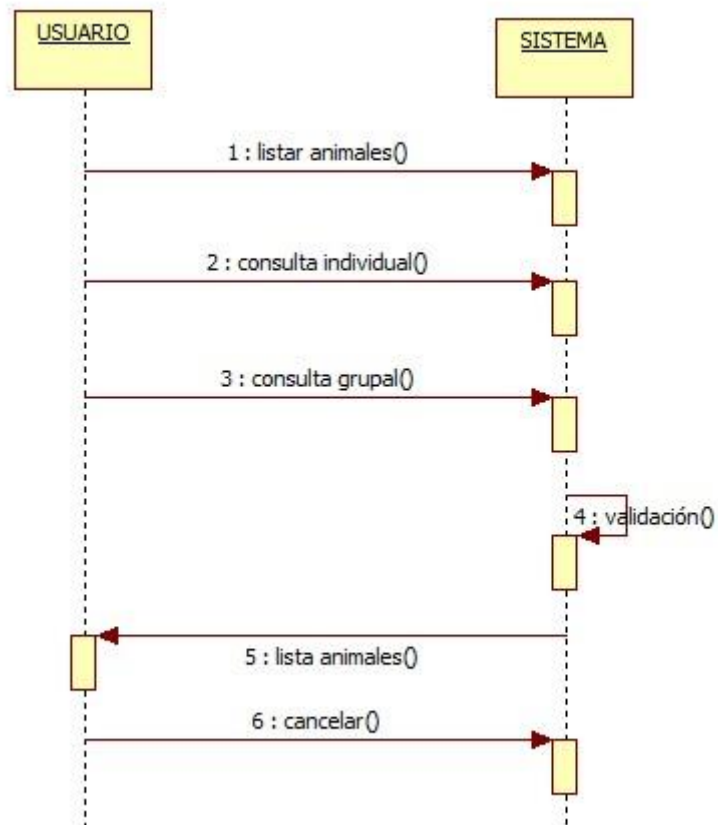 USUARIO
SISTEMA
1 : listar animales()
2 : consulta individual()
3 : consulta grupal()
4 : validación()
5 : lista animales()
6 : cancelar()